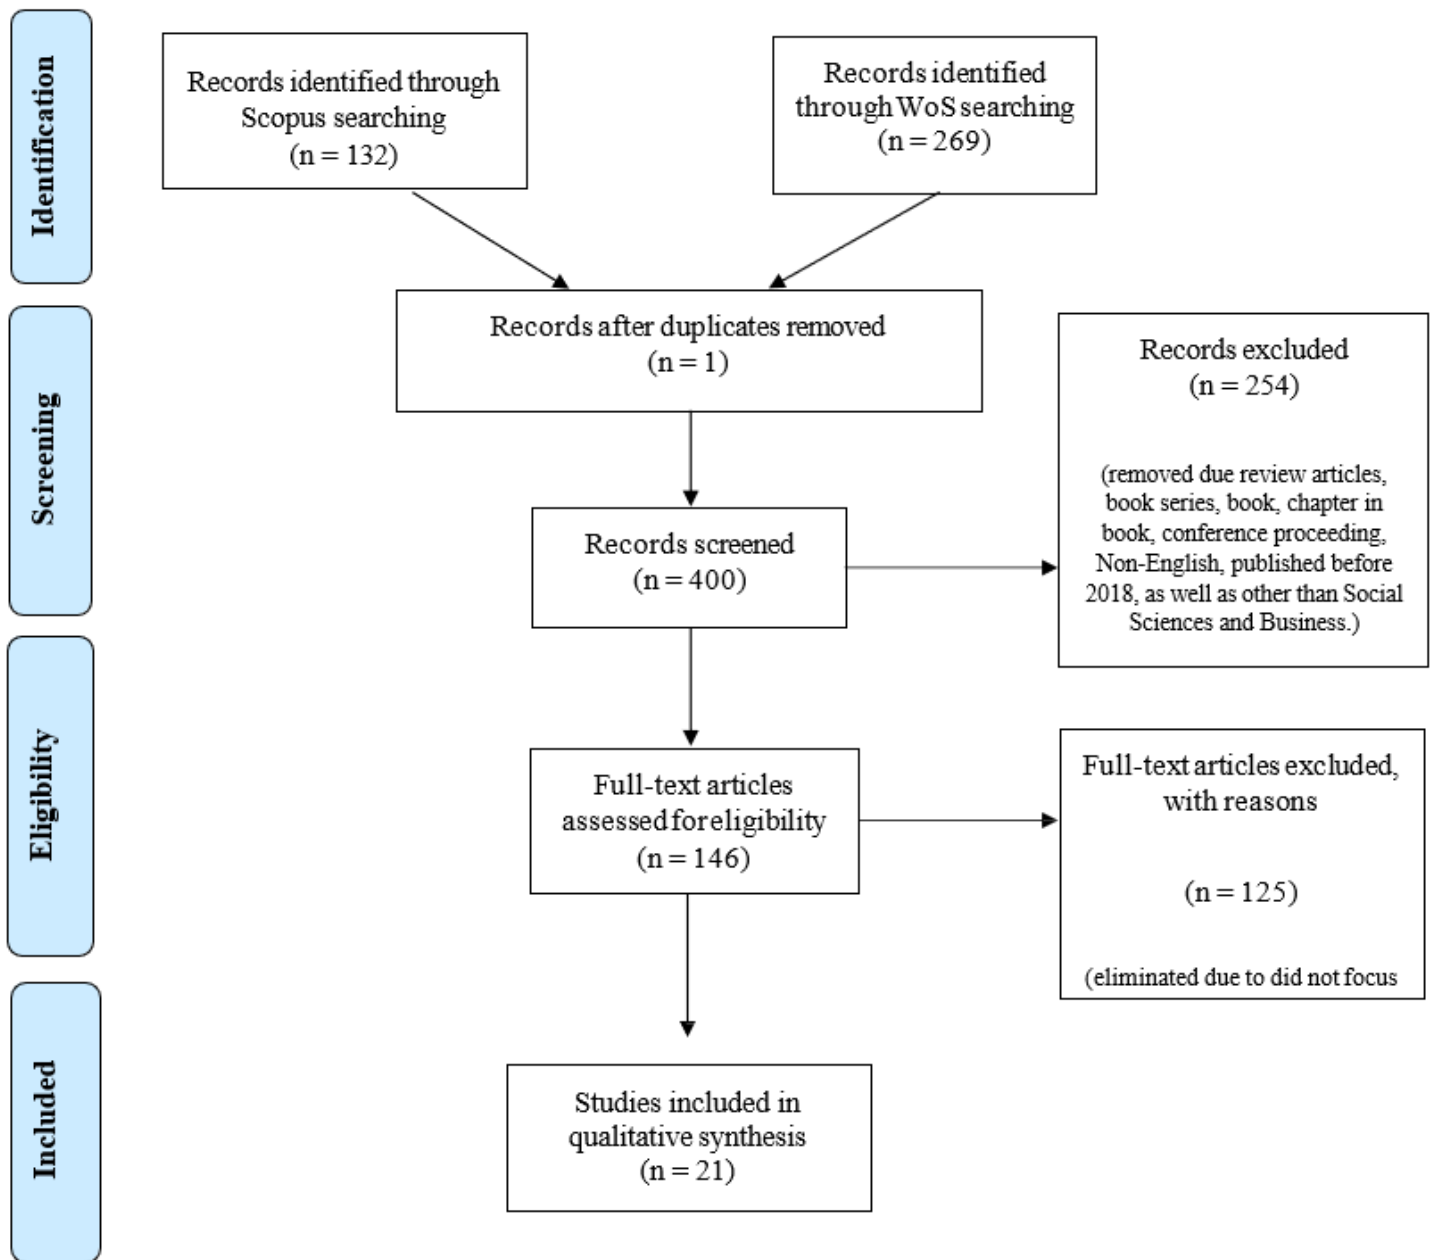 Identification
Records identified through
Scopus searching
(n = 132)
Records identified
through WoS searching
(n = 269)
Screening
Records after duplicates removed
(n = 1)
Records excluded
(n = 254)
(removed due review articles,
book series, book, chapter in
book, conference proceeding,
Non-English, published before
2018, as well as other than Social
Sciences and Business.)
Records screened
(n = 400)
Eligibility
Full-text articles
assessed for eligibility
(n = 146)
Full-text articles excluded,
with reasons
(n = 125)
(eliminated due to did not focus
Included
Studies included in
qualitative synthesis
(n = 21)